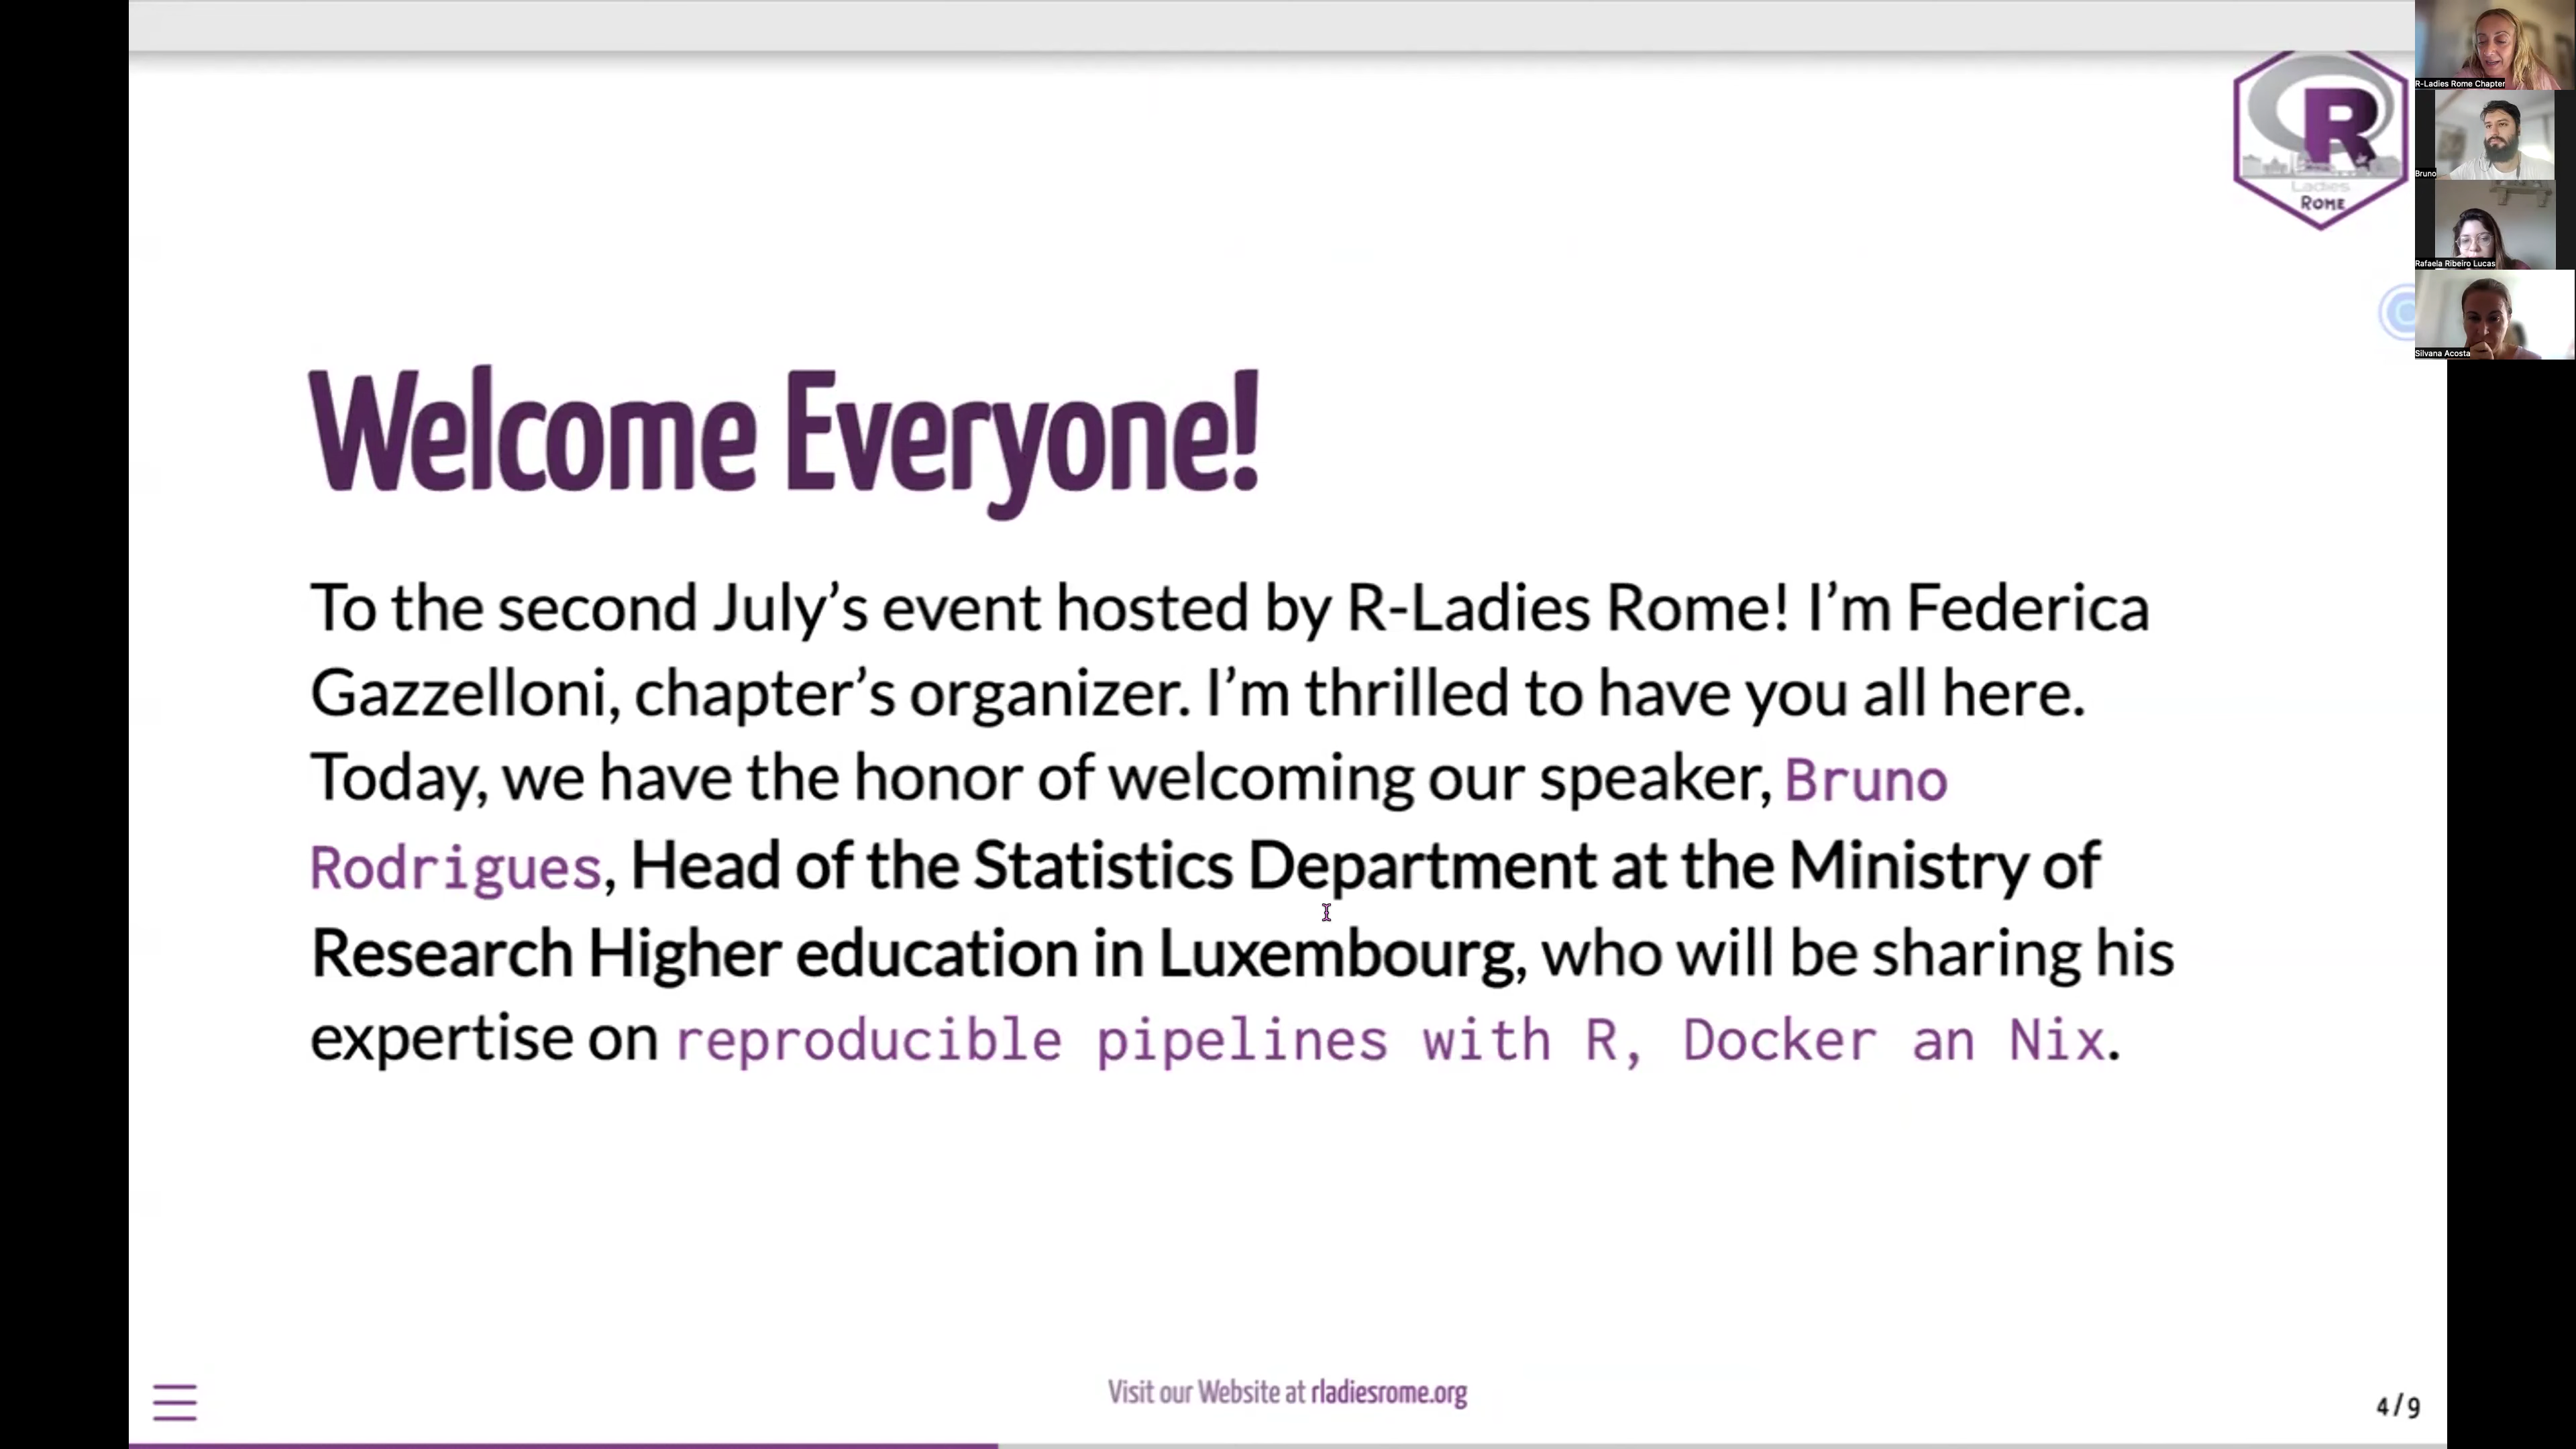 R
Ladies
ROME
R-Ladies Rome Chapter
Bruno
Rafaela Ribeiro Lucas
Silvana Acosta
Welcome Everyone!
To the second July’s event hosted by R-Ladies Rome! I’m Federica
Gazzelloni, chapter’s organizer. I’m thrilled to have you all here.
Today, we have the honor of welcoming our speaker, Bruno
Rodrigues, Head of the Statistics Department at the Ministry of
Research Higher education in Luxembourg, who will be sharing his
expertise on reproducible pipelines with R, Docker an Nix.
Visit our Website at rladiesrome.org
4 / 9